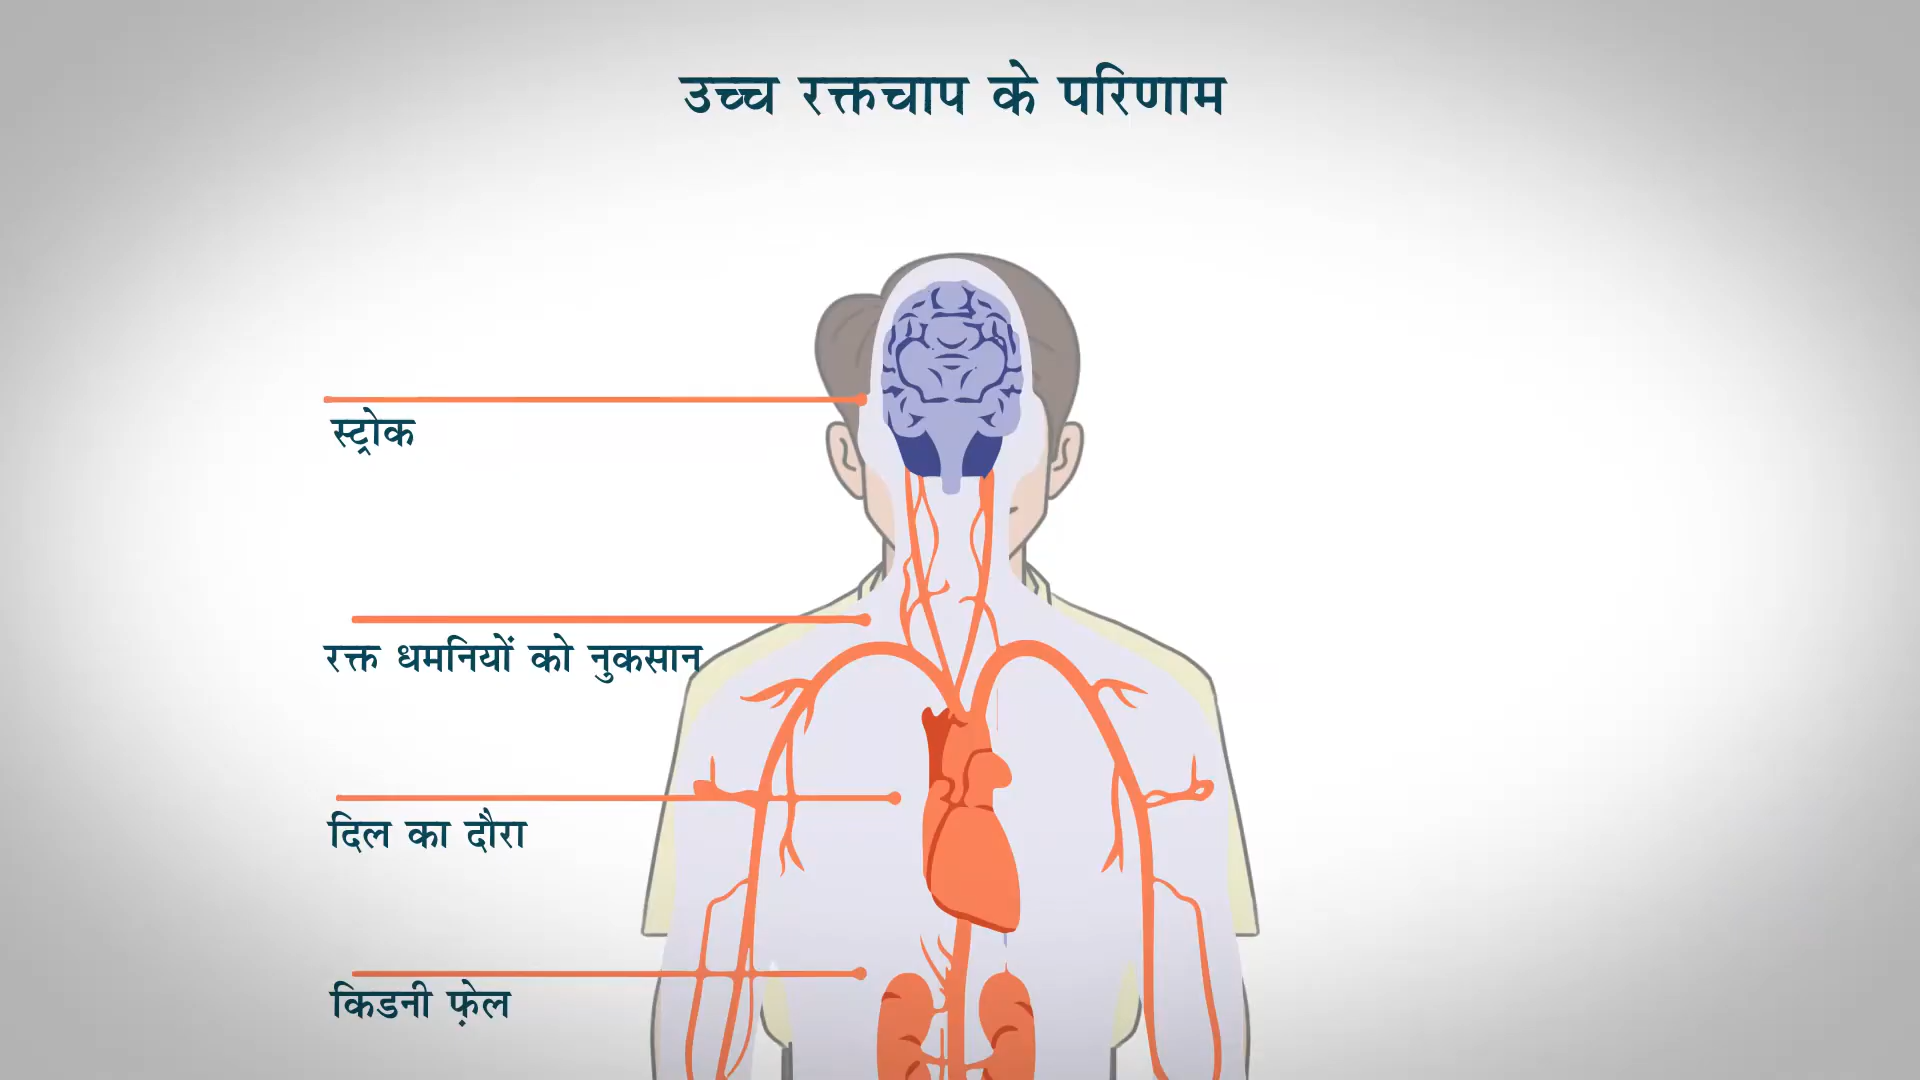 उच्च रक्तचाप के परिणाम
स्ट्रोक
रक्त धमनियों को नुकसान
दिल का दौरा
किडनी फ़ेल